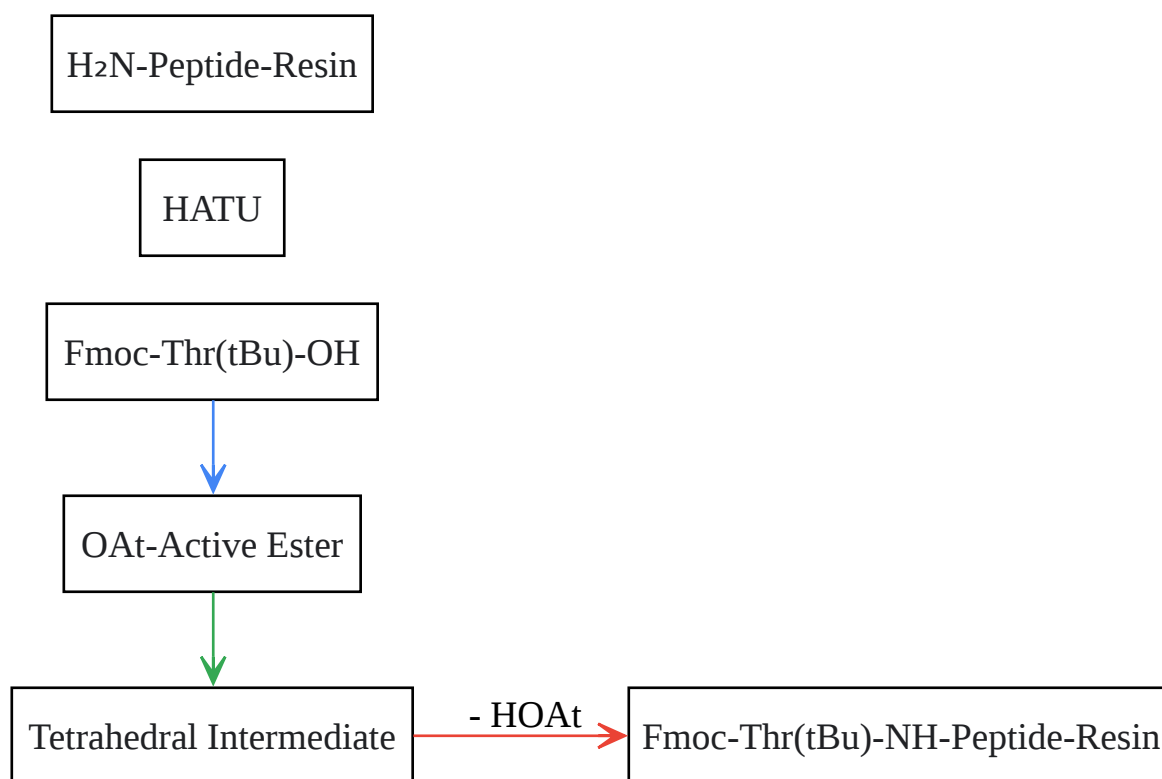 H₂N-Peptide-Resin
HATU
Fmoc-Thr(tBu)-OH
OAt-Active Ester
Tetrahedral Intermediate
- HOAt
Fmoc-Thr(tBu)-NH-Peptide-Resin